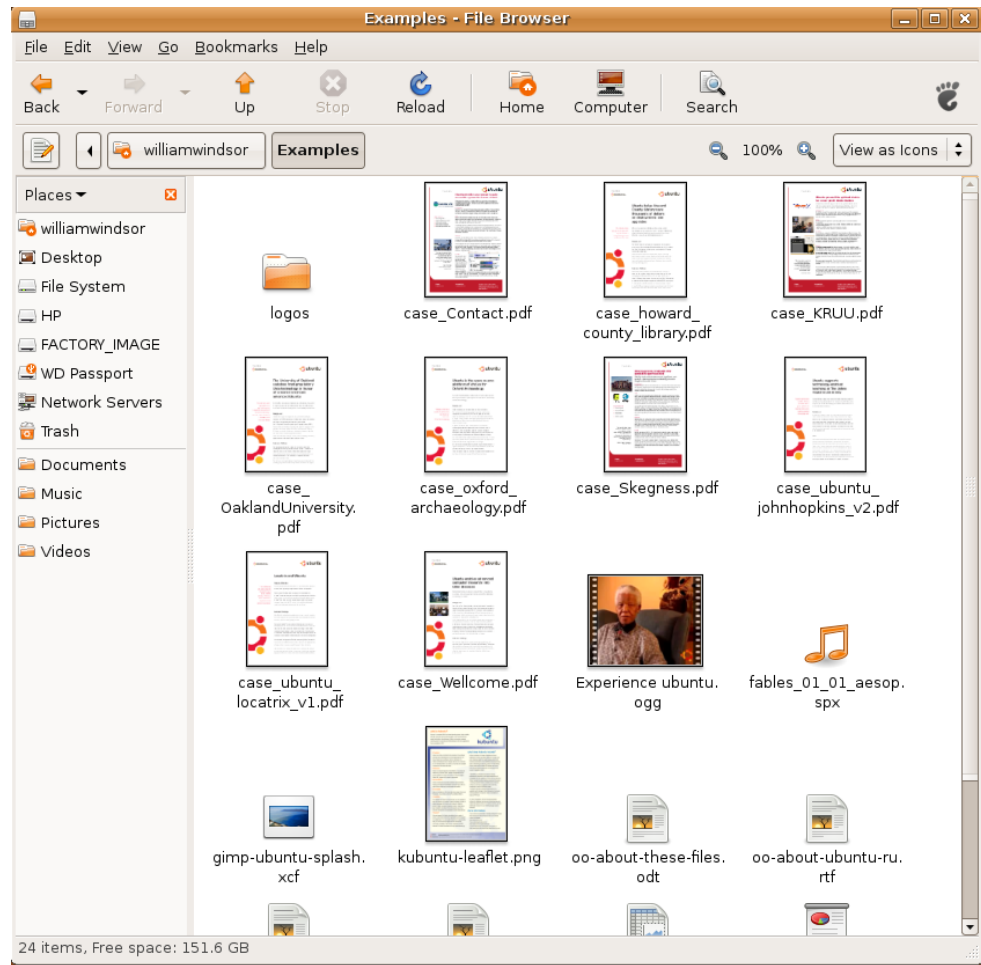 Examples - File Browser
File Edit View Go Bookmarks Help
Back Forward Up Stop Reload Home Computer Search
williamwindsor Examples 100% View as Icons
Places
williamwindsor
Desktop
File System
HP
FACTORY_IMAGE
WD Passport
Network Servers
Trash
Documents
Music
Pictures
Videos
logos
case_Contact.pdf
case_howard_
county_library.pdf
case_KRUU.pdf
case_
OaklandUniversity.
pdf
case_oxford_
archaeology.pdf
case_Skegness.pdf
case_ubuntu_
johnhopkins_v2.pdf
case_ubuntu_
locatrix_v1.pdf
case_Wellcome.pdf
Experience ubuntu.
ogg
fables_01_01_aesop.
spx
gimp-ubuntu-splash.
xcf
kubuntu-leaflet.png
oo-about-these-files.
odt
oo-about-ubuntu-ru.
rtf
24 items, Free space: 151.6 GB